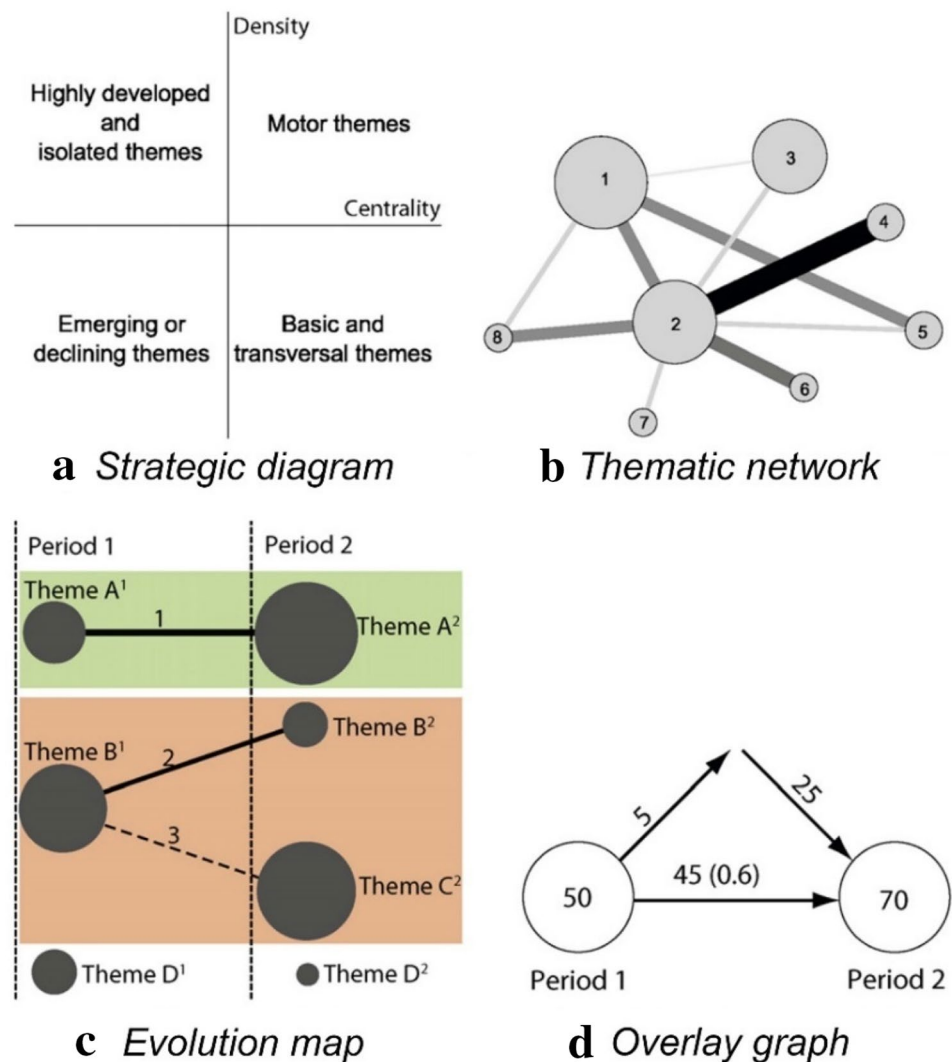 Density
Highly developed
and
isolated themes
Motor themes
Centrality
Emerging or
declining themes
Basic and
transversal themes
a Strategic diagram
1
3
4
2
5
8
6
7
b Thematic network
Period 1
Period 2
Theme A¹
1
Theme A²
Theme B¹
2
Theme B²
3
Theme C²
Theme D¹
Theme D²
c Evolution map
5
25
45 (0.6)
50
70
Period 1
Period 2
d Overlay graph